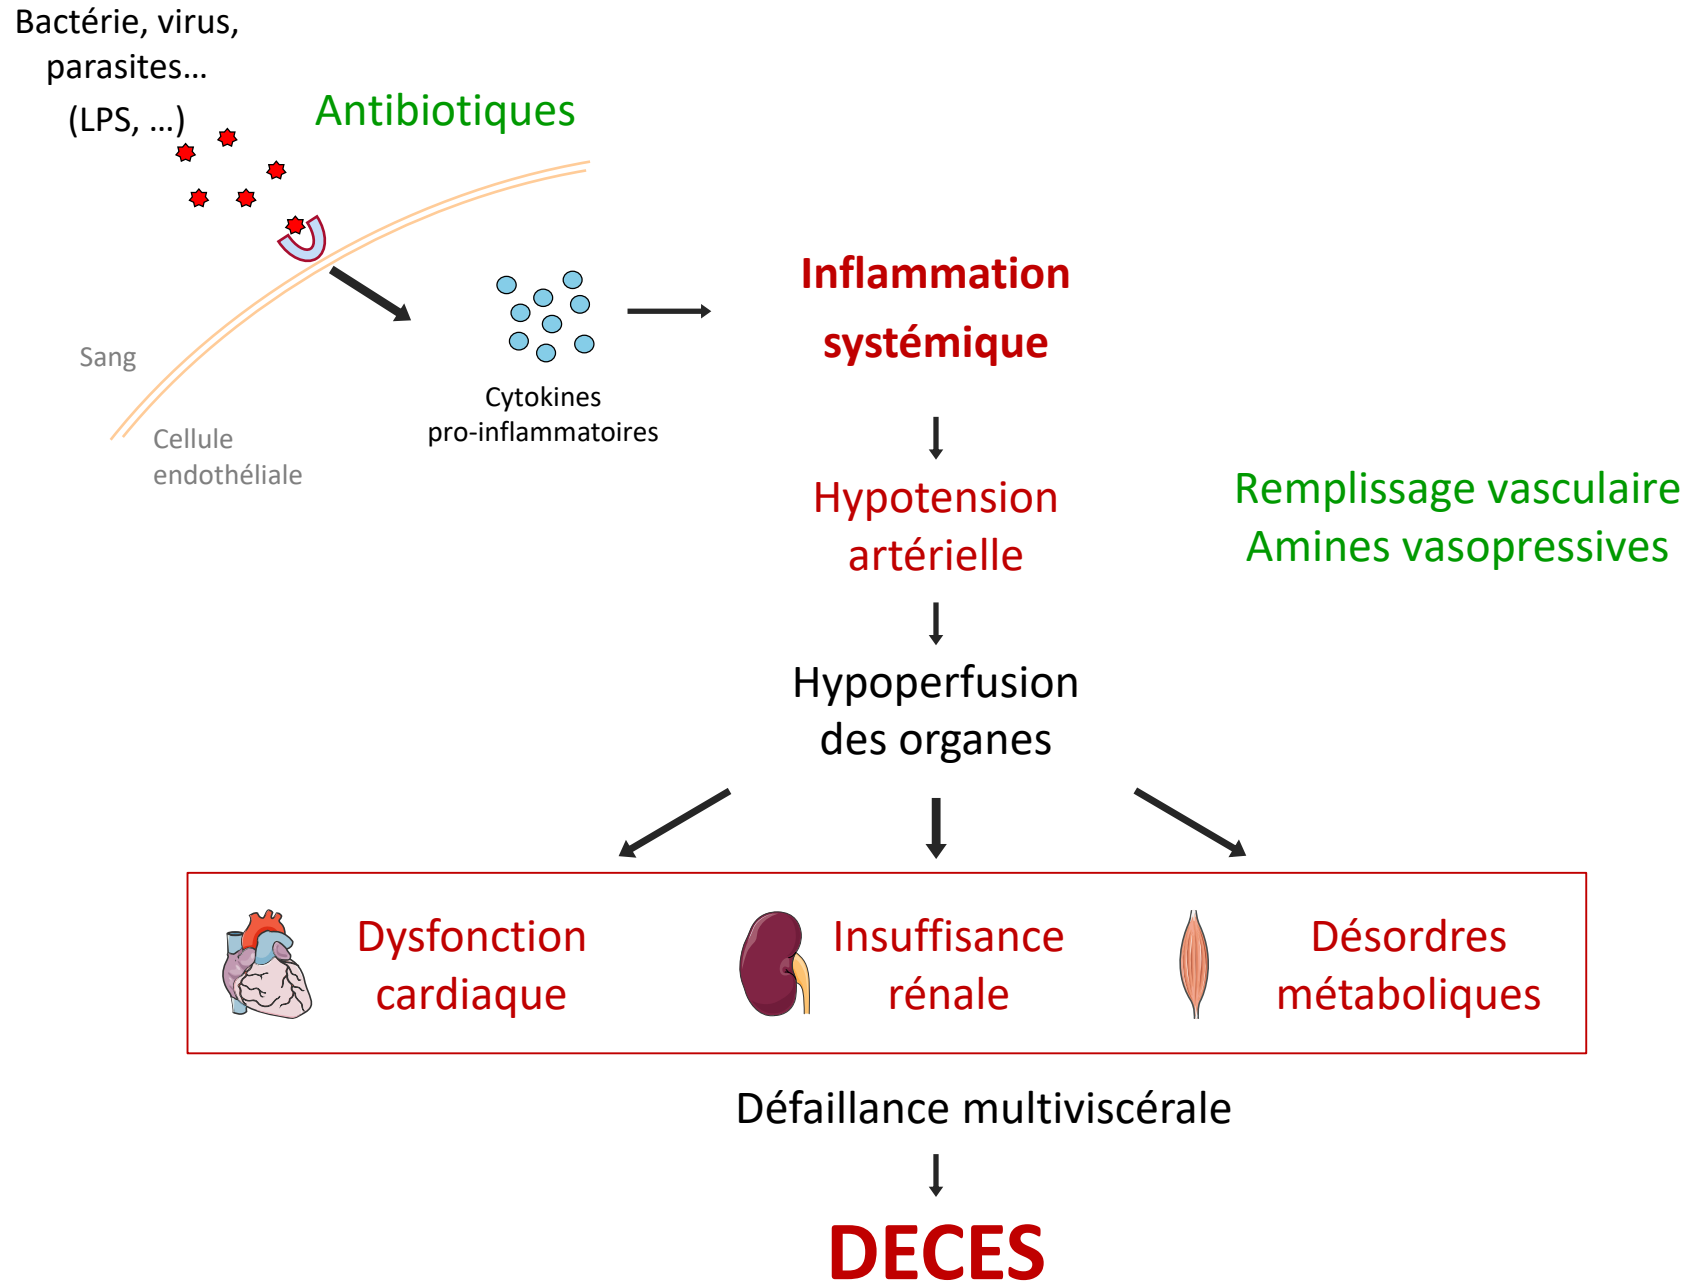 Bactérie, virus,
parasites...
(LPS, ...)
Antibiotiques
Sang
Cellule
endothéliale
Cytokines
pro-inflammatoires
Inflammation
systémique
Hypotension
artérielle
Remplissage vasculaire
Amines vasopressives
Hypoperfusion
des organes
Dysfonction
cardiaque
Insuffisance
rénale
Désordres
métaboliques
Défaillance multiviscérale
DECES